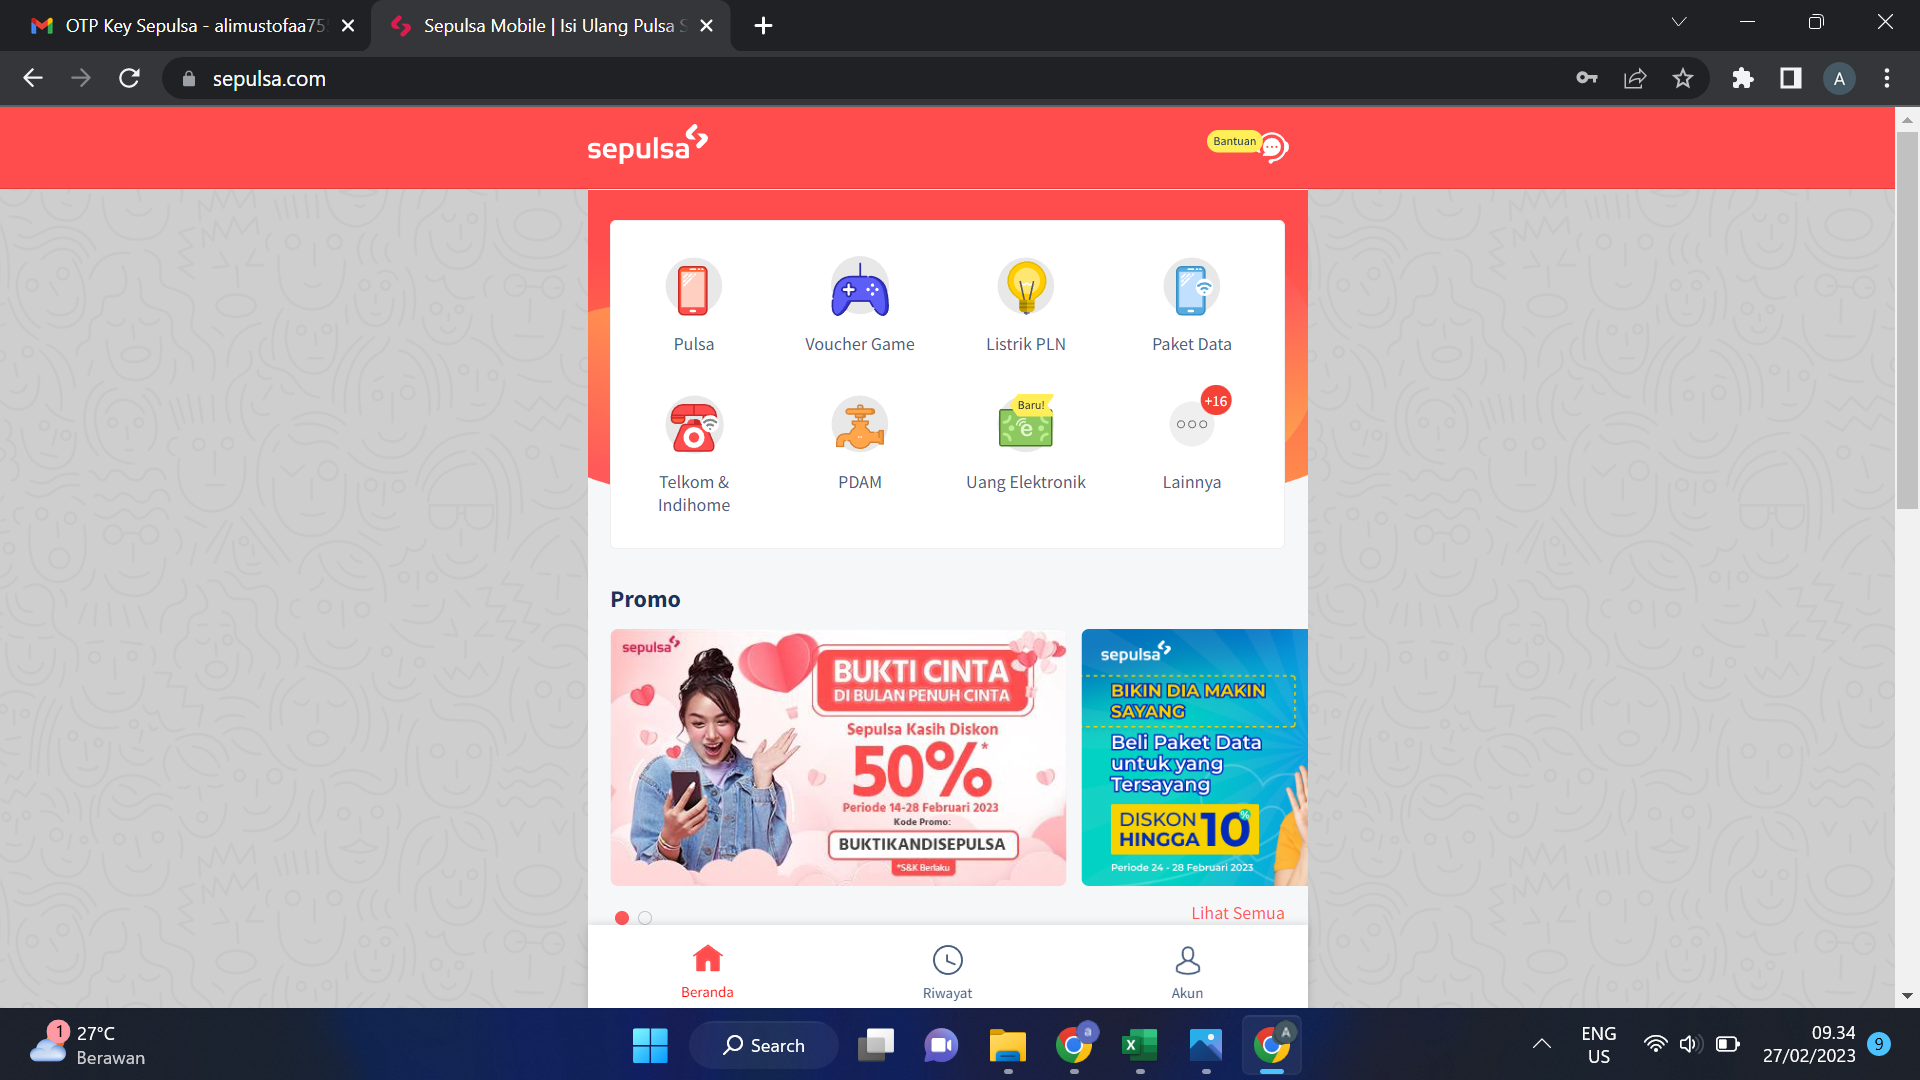 OTP Key Sepulsa - alimustofaa75
Sepulsa Mobile | Isi Ulang Pulsa S
sepulsa.com
A
sepulsa
Bantuan
Pulsa
Voucher Game
Listrik PLN
Paket Data
Baru!
e
+16
Telkom &
Indihome
PDAM
Uang Elektronik
Lainnya
Promo
sepulsa
BUKTI CINTA
DI BULAN PENUH CINTA
Sepulsa Kasih Diskon
50%*
Periode 14-28 Februari 2023
Kode Promo:
BUKTIKANDISEPULSA
*S&K Berlaku
sepulsa
BIKIN DIA MAKIN
SAYANG
Beli Paket Data
untuk yang
Tersayang
DISKON
HINGGA 10%
Periode 24 - 28 Februari 2023
Lihat Semua
Beranda
Riwayat
Akun
1
27°C
Berawan
Search
a
X
A
ENG
US
09.34
27/02/2023
9